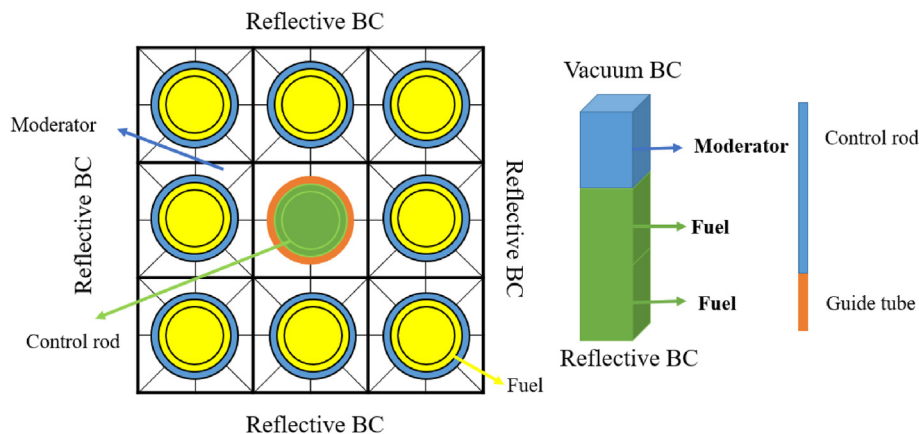 Reflective BC
Moderator
Reflective BC
Reflective BC
Control rod
Fuel
Reflective BC
Vacuum BC
Moderator
Fuel
Fuel
Reflective BC
Control rod
Guide tube